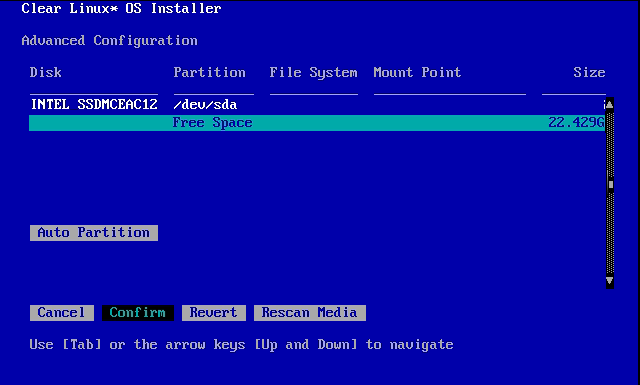 Clear Linux* OS Installer
Advanced Configuration
Disk Partition File System Mount Point Size
INTEL SSDMCEAC12 /dev/sda
Free Space 22.429G
Auto Partition
Cancel Confirm Revert Rescan Media
Use [Tab] or the arrow keys [Up and Down] to navigate